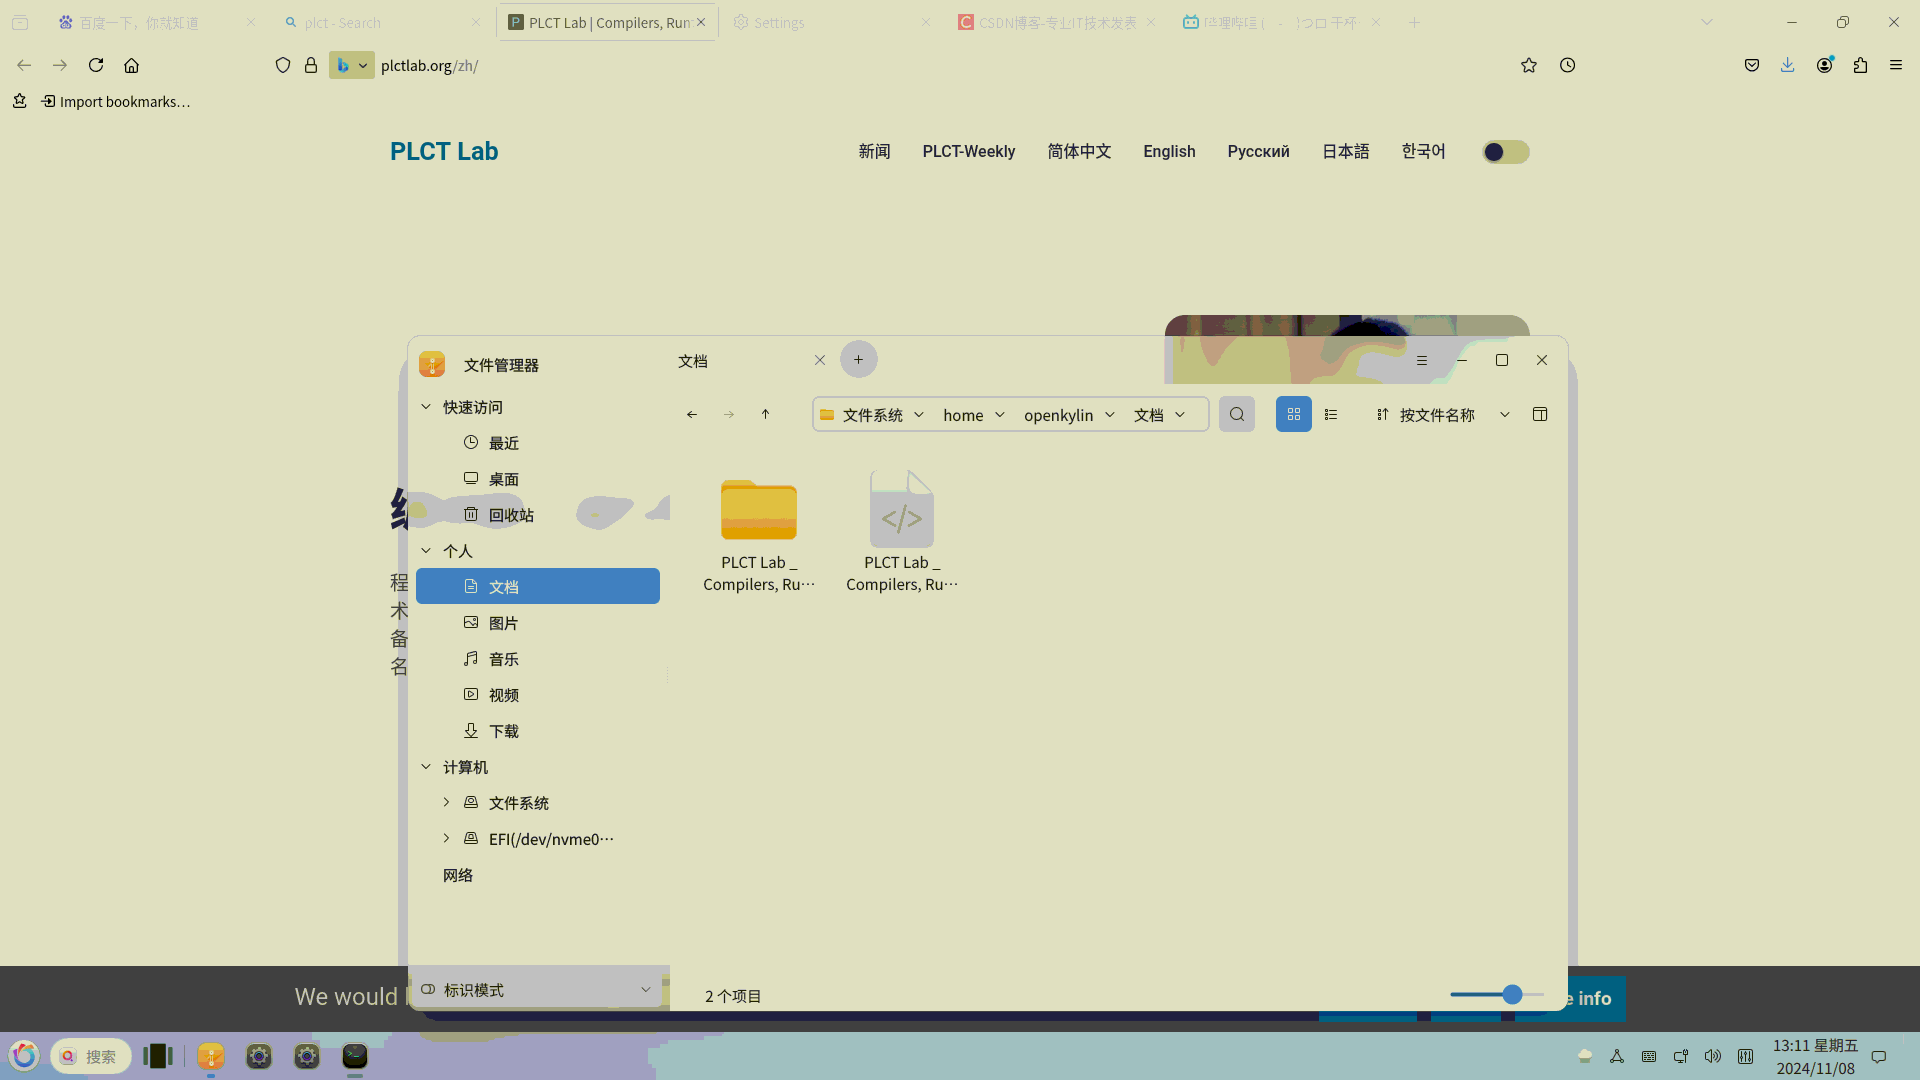 百度一下，你就知道
plct - Search
PLCT Lab | Compilers, Run
Settings
CSDN博客-专业IT技术发表
plctlab.org/zh/
Import bookmarks…
PLCT Lab
新闻
PLCT-Weekly
简体中文
English
Русский
日本語
한국어
文件管理器
文档
快速访问
最近
桌面
回收站
个人
文档
图片
音乐
视频
下载
计算机
文件系统
EFI(/dev/nvme0···
网络
标识模式
文件系统
home
openkylin
文档
按文件名称
PLCT Lab _
Compilers, Ru···
PLCT Lab _
Compilers, Ru···
2 个项目
程
术
备
名
We would
info
搜索
13:11 星期五
2024/11/08